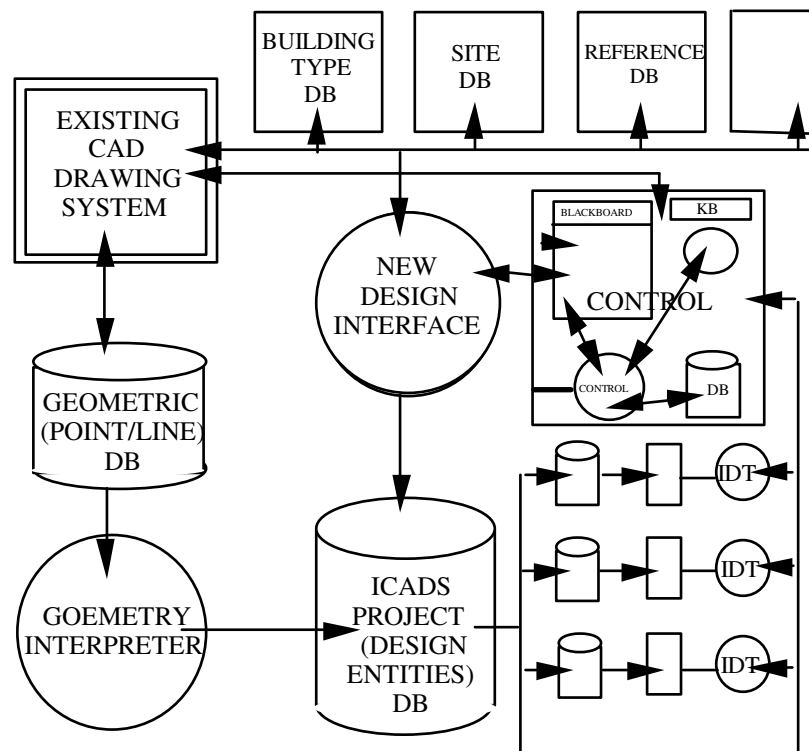 BUILDING
TYPE
DB
SITE
DB
REFERENCE
DB
EXISTING
CAD
DRAWING
SYSTEM
BLACKBOARD
KB
NEW
DESIGN
INTERFACE
CONTROL
CONTROL
DB
GEOMETRIC
(POINT/LINE)
DB
IDT
IDT
IDT
GOEMETRY
INTERPRETER
ICADS
PROJECT
(DESIGN
ENTITIES)
DB